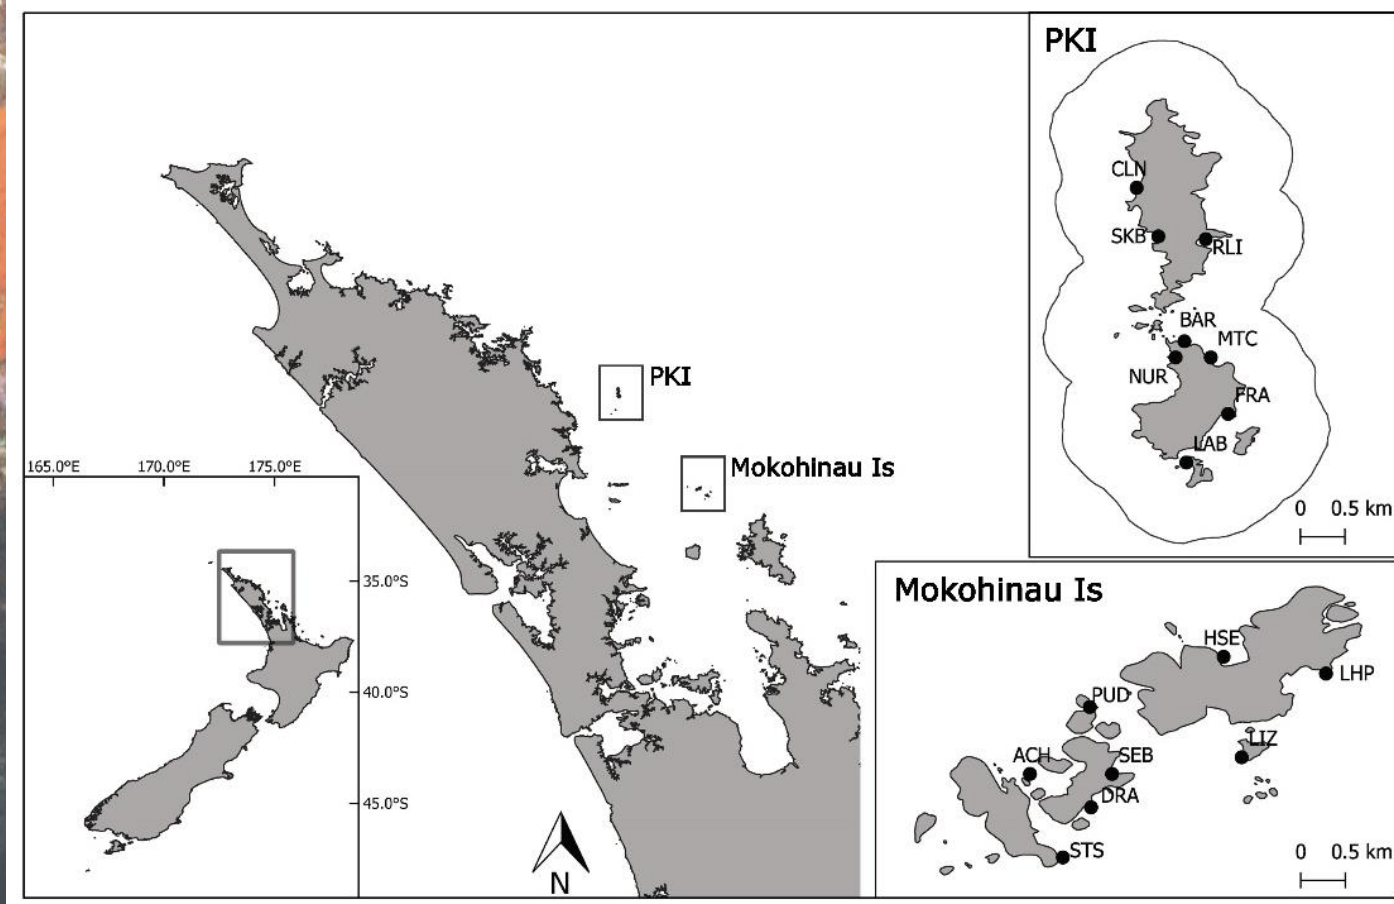 PKI
CLN
SKB
RLI
BAR
MTC
NUR
FRA
LAB
0 0.5 km
PKI
Mokohinau Is
165.0°E 170.0°E 175.0°E
35.0°S
40.0°S
45.0°S
N
Mokohinau Is
HSE
LHP
PUD
LIZ
ACH
SEB
DRA
STS
0 0.5 km